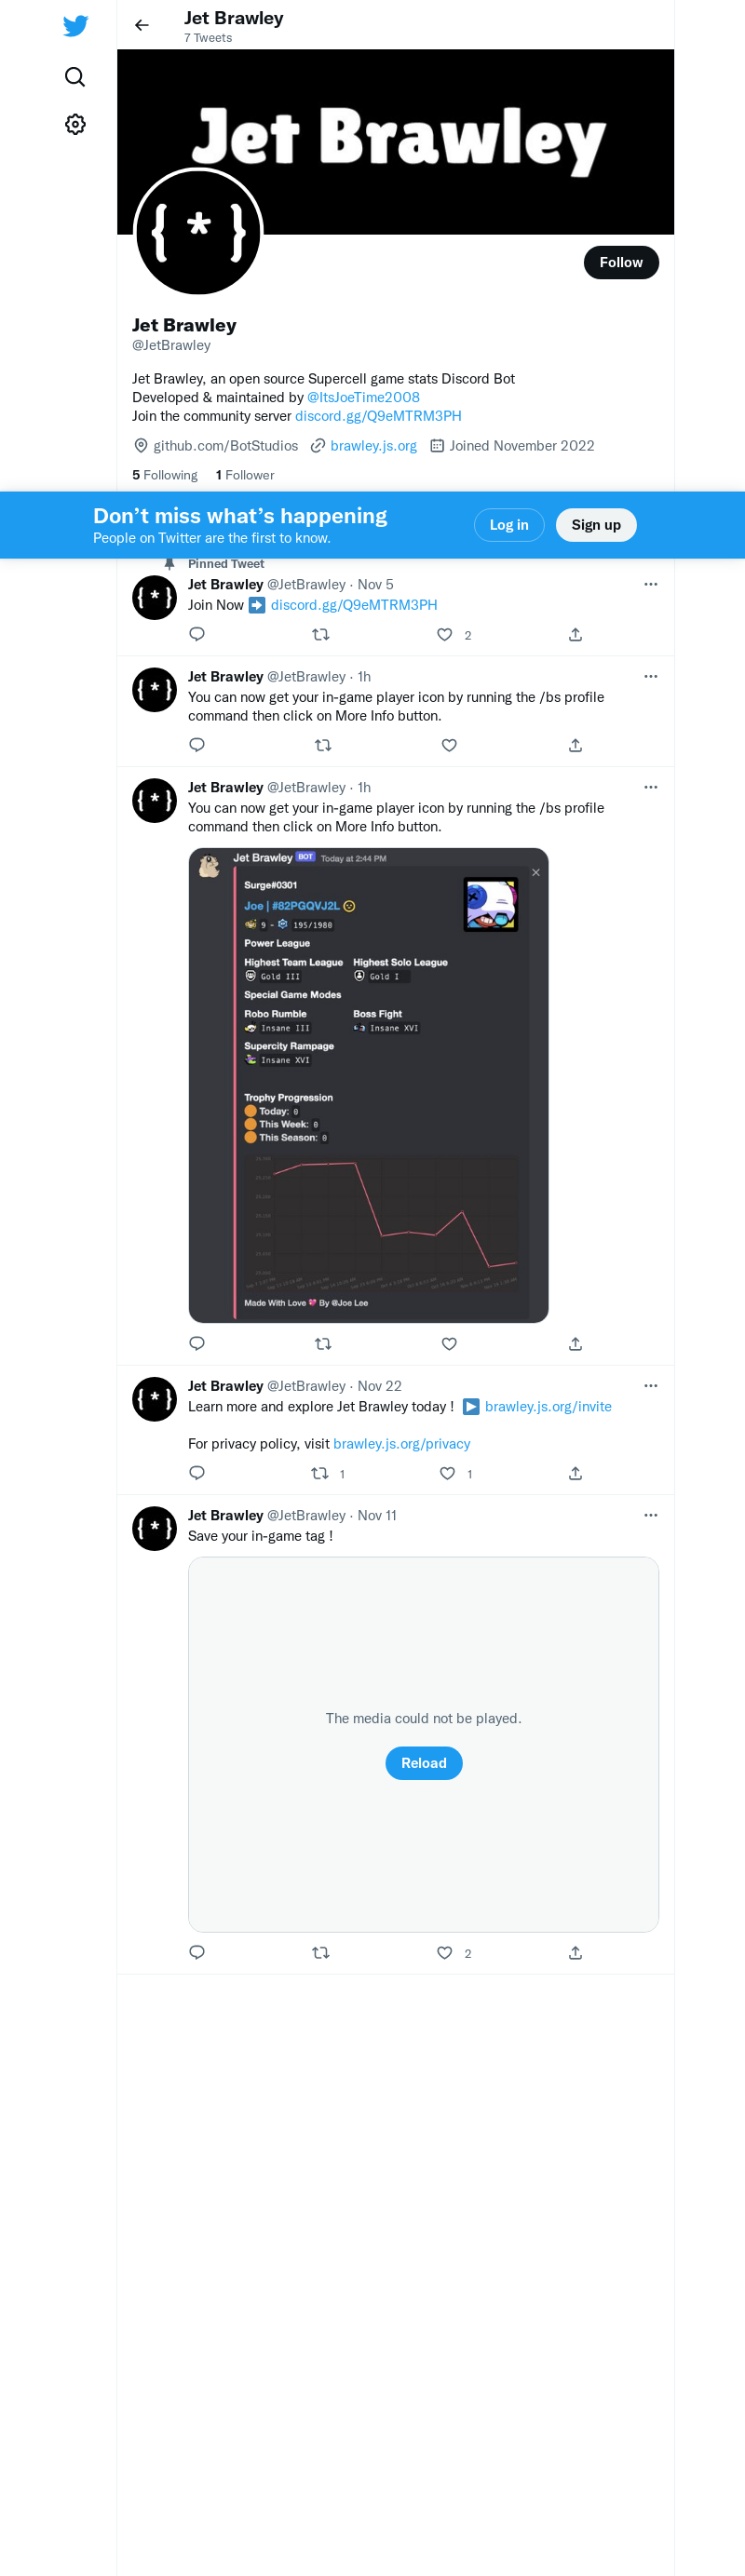 Jet Brawley
7 Tweets
Jet Brawley
{ * }
Follow
Jet Brawley
@JetBrawley
Jet Brawley, an open source Supercell game stats Discord Bot
Developed & maintained by @ItsJoeTime2008
Join the community server discord.gg/Q9eMTRM3PH
github.com/BotStudios brawley.js.org Joined November 2022
5 Following 1 Follower
Don’t miss what’s happening
People on Twitter are the first to know.
Log in Sign up
Pinned Tweet
{ * }
Jet Brawley @JetBrawley · Nov 5
Join Now ➡️ discord.gg/Q9eMTRM3PH
2
{ * }
Jet Brawley @JetBrawley · 1h
You can now get your in-game player icon by running the /bs profile
command then click on More Info button.
{ * }
Jet Brawley @JetBrawley · 1h
You can now get your in-game player icon by running the /bs profile
command then click on More Info button.
Jet Brawley BOT Today at 2:44 PM
Surge#0301
Joe | #82PGQVJ2L
9 - 195/1980
Power League
Highest Team League Highest Solo League
Gold III Gold I
Special Game Modes
Robo Rumble Boss Fight
Insane III Insane XVI
Supercity Rampage
Insane XVI
Trophy Progression
Today: 0
This Week: 0
This Season: 0
Made With Love 💖 By @Joe Lee
{ * }
Jet Brawley @JetBrawley · Nov 22
Learn more and explore Jet Brawley today ! ▶️ brawley.js.org/invite
For privacy policy, visit brawley.js.org/privacy
1 1
{ * }
Jet Brawley @JetBrawley · Nov 11
Save your in-game tag !
The media could not be played.
Reload
2